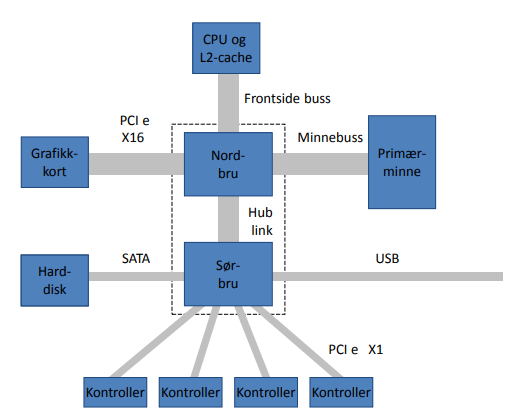 CPU og
L2-cache
Frontside buss
PCI e
X16
Minnebuss
Grafikk-
kort
Nord-
bru
Primær-
minne
Hub
link
SATA
USB
Hard-
disk
Sør-
bru
PCI e X1
Kontroller
Kontroller
Kontroller
Kontroller